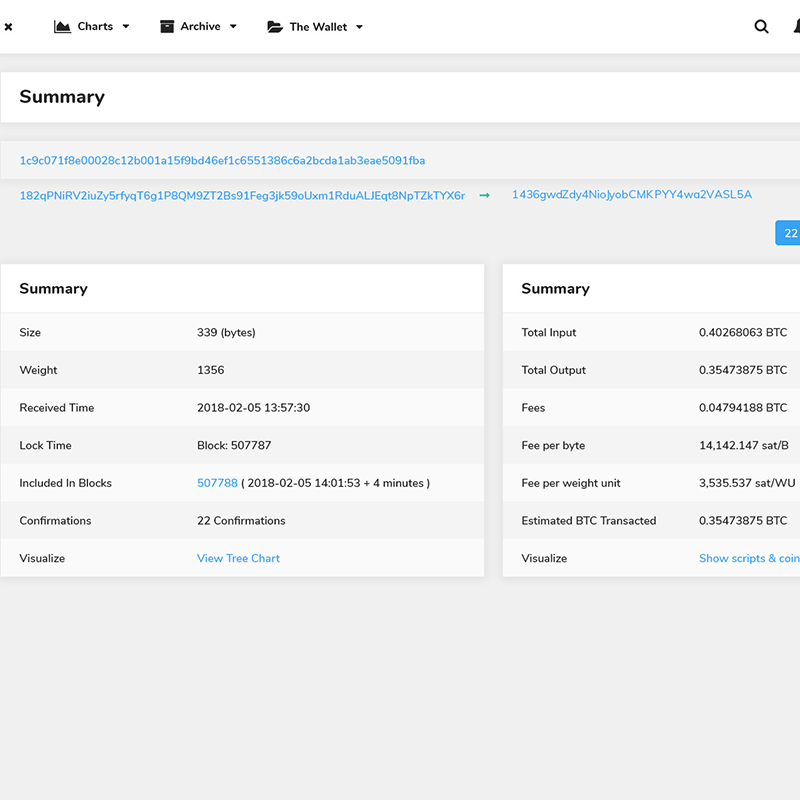 Charts Archive The Wallet
Summary
1c9c071f8e00028c12b001a15f9bd46ef1c6551386c6a2bcda1ab3eae5091fba
182qPNiRV2iuZy5rfyqT6g1P8QM9ZT2Bs91Feg3jk59oUxm1RduALJEqt8NpTZkTYX6r → 1436gwdZdy4NioJyobCMKPYY4wa2VASL5A
22
Summary
Size 339 (bytes)
Weight 1356
Received Time 2018-02-05 13:57:30
Lock Time Block: 507787
Included In Blocks 507788 ( 2018-02-05 14:01:53 + 4 minutes )
Confirmations 22 Confirmations
Visualize View Tree Chart
Summary
Total Input 0.40268063 BTC
Total Output 0.35473875 BTC
Fees 0.04794188 BTC
Fee per byte 14,142.147 sat/B
Fee per weight unit 3,535.537 sat/WU
Estimated BTC Transacted 0.35473875 BTC
Visualize Show scripts & coin